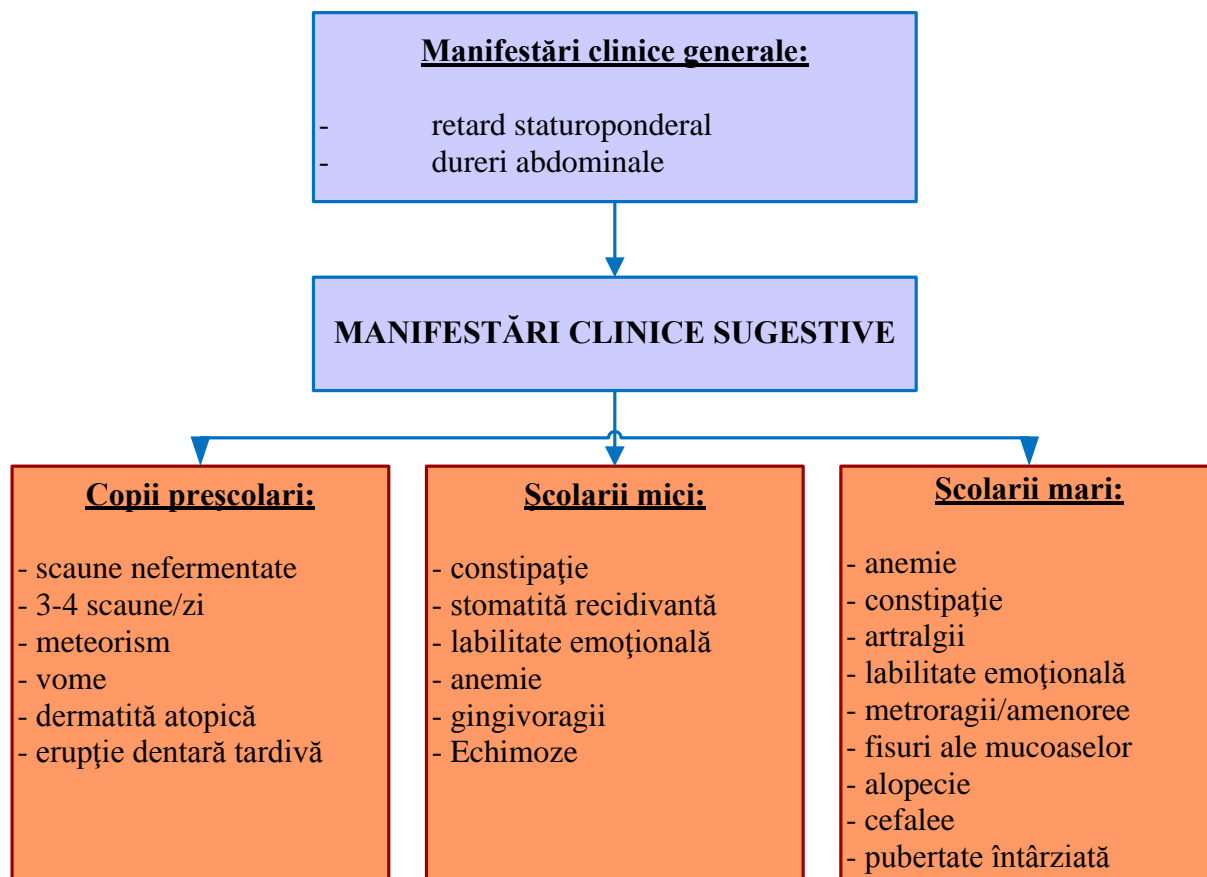 Manifestări clinice generale:
- retard staturoponderal
- dureri abdominale
MANIFESTĂRI CLINICE SUGESTIVE
Copii preşcolari:
- scaune nefermentate
- 3-4 scaune/zi
- meteorism
- vome
- dermatită atopică
- erupţie dentară tardivă
Şcolarii mici:
- constipaţie
- stomatită recidivantă
- labilitate emoţională
- anemie
- gingivoragii
- Echimoze
Şcolarii mari:
- anemie
- constipaţie
- artralgii
- labilitate emoţională
- metroragii/amenoree
- fisuri ale mucoaselor
- alopecie
- cefalee
- pubertate întârziată